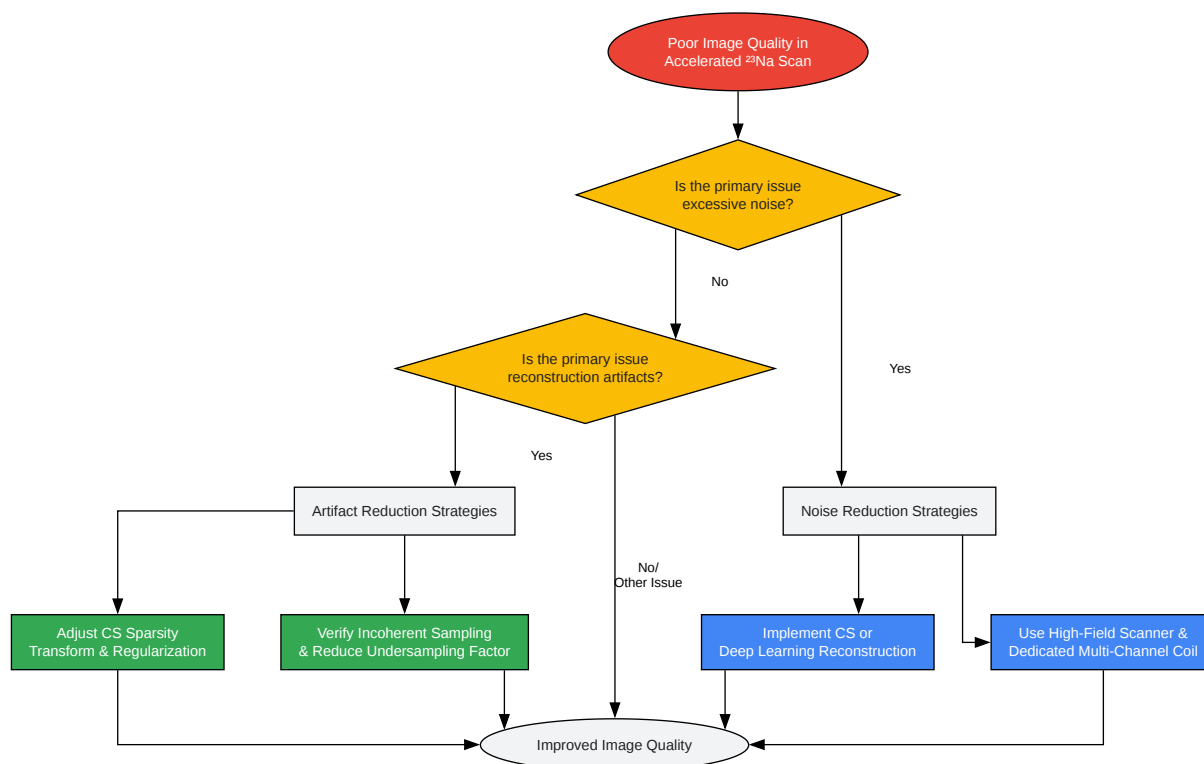 Poor Image Quality in
Accelerated ²³Na Scan
Is the primary issue
excessive noise?
No
Is the primary issue
reconstruction artifacts?
Yes
Yes
Artifact Reduction Strategies
Noise Reduction Strategies
No/
Other Issue
Adjust CS Sparsity
Transform & Regularization
Verify Incoherent Sampling
& Reduce Undersampling Factor
Implement CS or
Deep Learning Reconstruction
Use High-Field Scanner &
Dedicated Multi-Channel Coil
Improved Image Quality